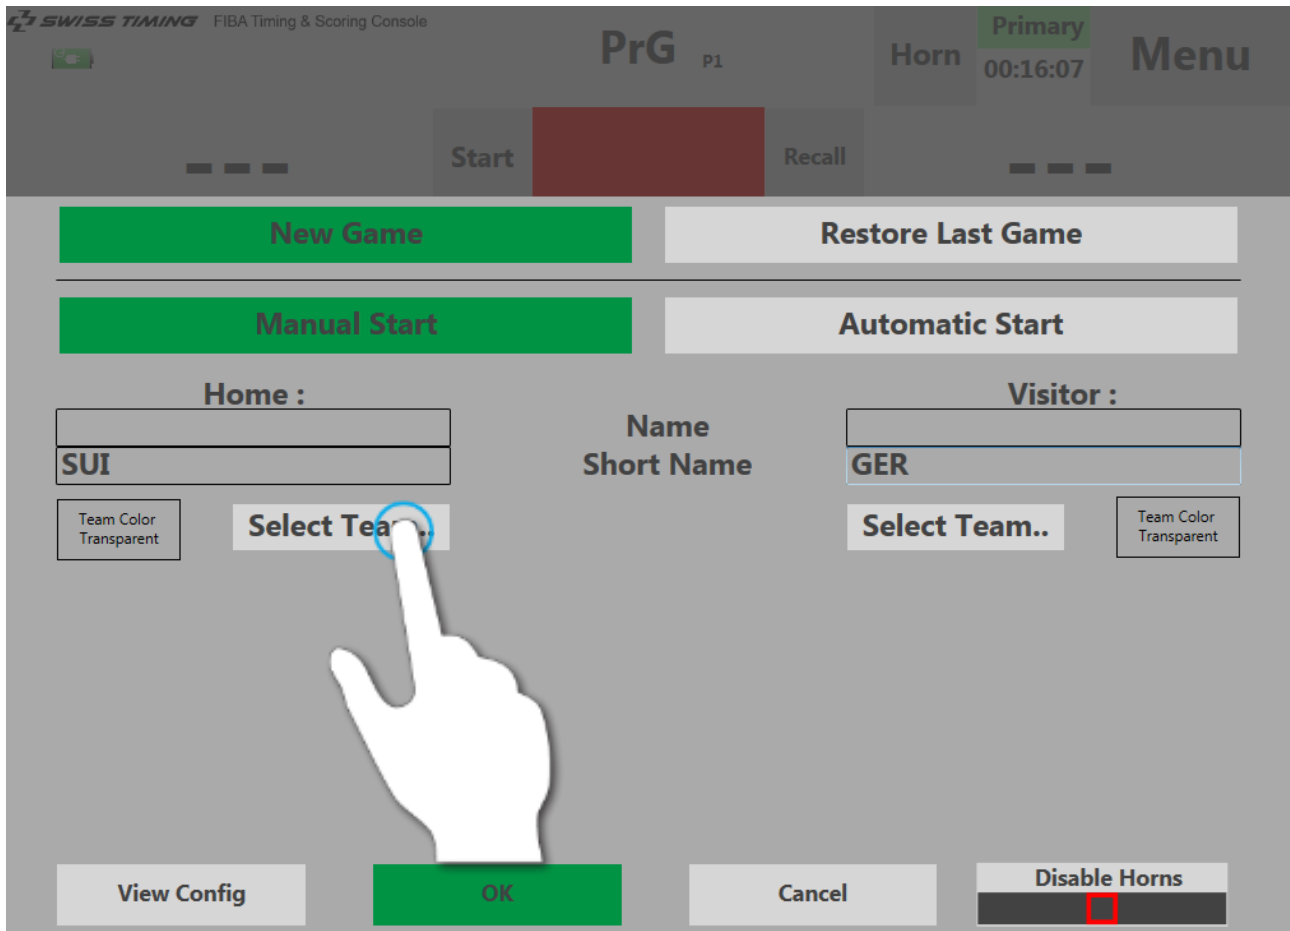 SWISS TIMING FIBA Timing & Scoring Console
PrG P1
Horn
Primary
00:16:07
Menu
---
Start
Recall
---
New Game
Restore Last Game
Manual Start
Automatic Start
Home :
Visitor :
Name
SUI
Short Name
GER
Team Color
Transparent
Select Team..
Select Team..
Team Color
Transparent
View Config
OK
Cancel
Disable Horns